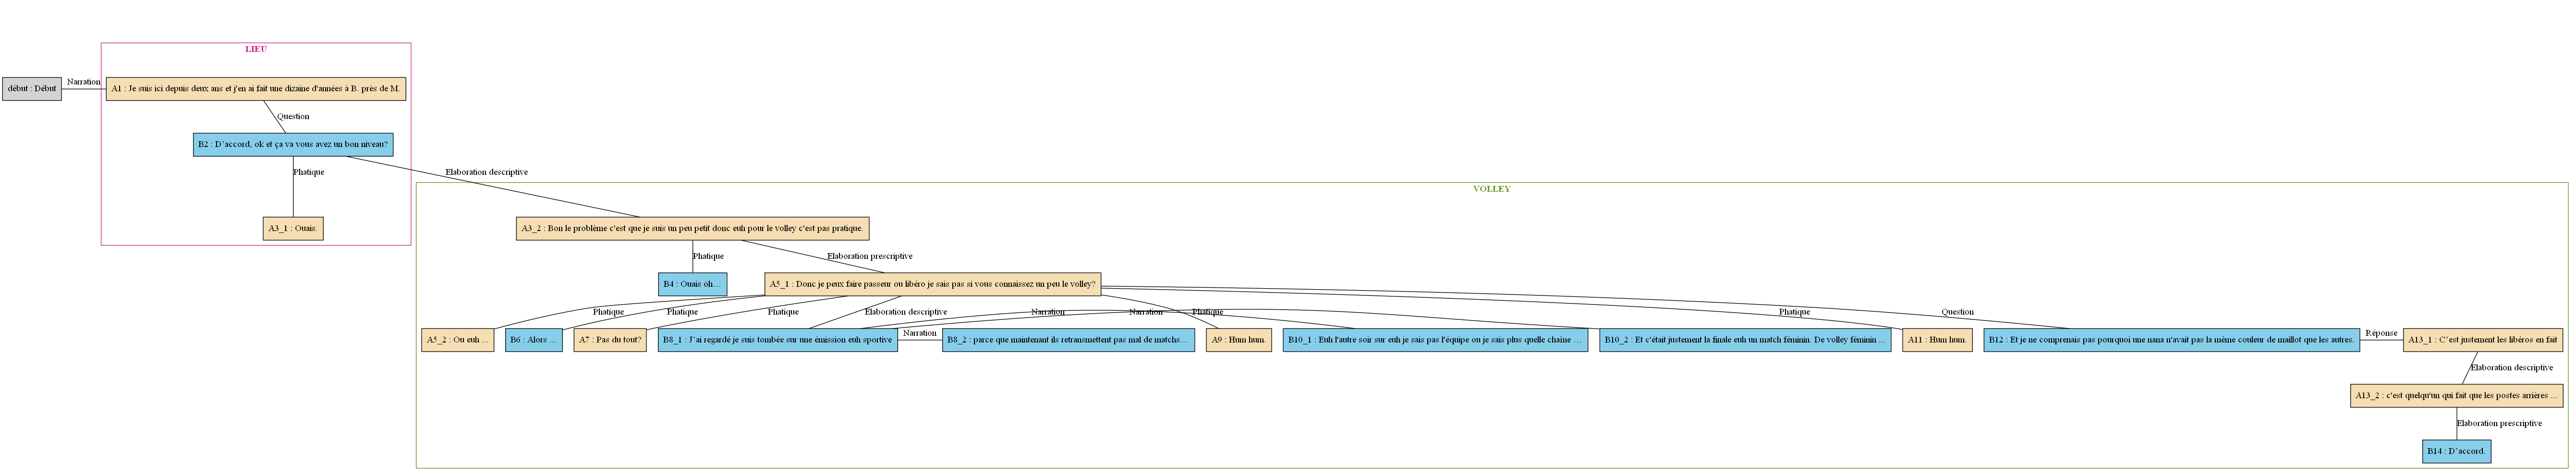 LIEU
début : Début
Narration
A1 : Je suis ici depuis deux ans et j'en ai fait une dizaine d'années à B. près de M.
Question
B2 : D'accord, ok et ça va vous avez un bon niveau?
Phatique
Elaboration descriptive
VOLLEY
A3_1 : Ouais.
A3_2 : Bon le problème c'est que je suis un peu petit donc euh pour le volley c'est pas pratique.
Phatique
Elaboration prescriptive
B4 : Ouais oh…
A5_1 : Donc je peux faire passeur ou libéro je sais pas si vous connaissez un peu le volley?
Phatique
Phatique
Phatique
Elaboration descriptive
Narration
Narration
Phatique
Phatique
Question
A5_2 : Ou euh ...
B6 : Alors ...
A7 : Pas du tout?
B8_1 : J'ai regardé je suis tombée sur une émission euh sportive
Narration
B8_2 : parce que maintenant ils retransmettent pas mal de matchs…
A9 : Hum hum.
B10_1 : Euh l'autre soir sur euh je sais pas l'équipe ou je sais plus quelle chaine …
B10_2 : Et c'était justement la finale euh un match féminin. De volley féminin ...
A11 : Hum hum.
B12 : Et je ne comprenais pas pourquoi une nana n'avait pas la même couleur de maillot que les autres.
Réponse
A13_1 : C'est justement les libéros en fait
Elaboration descriptive
A13_2 : c'est quelqu'un qui fait que les postes arrières ...
Elaboration prescriptive
B14 : D'accord.